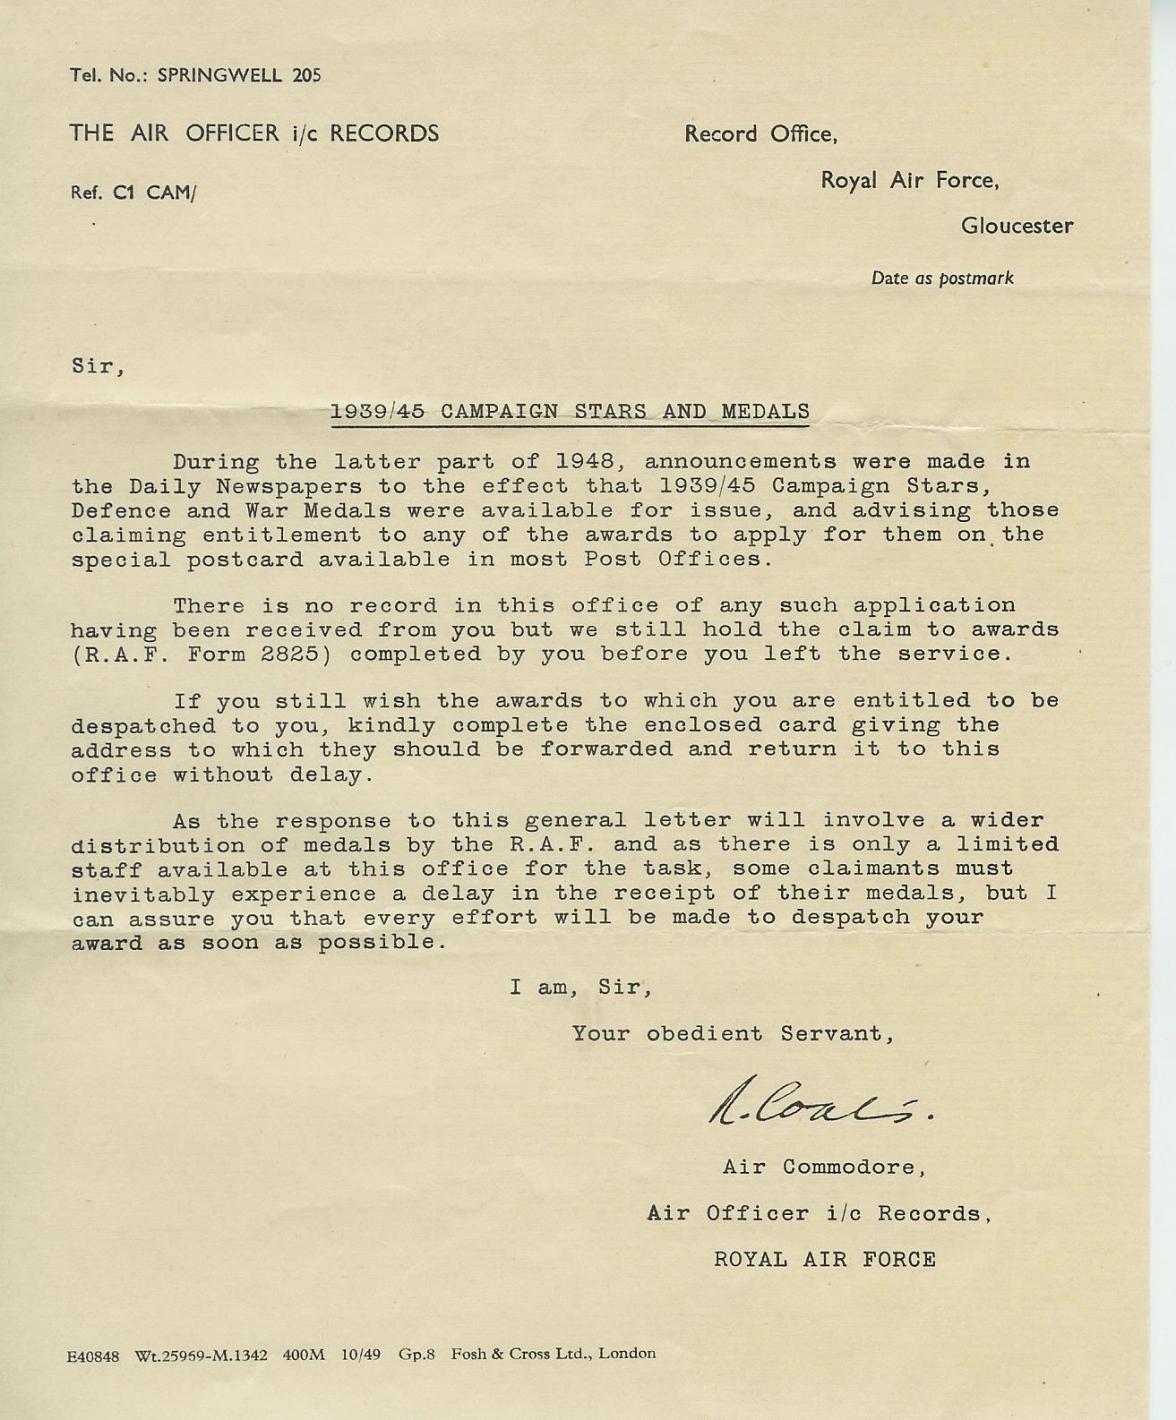 Tel. No.: SPRINGWELL 205
THE AIR OFFICER i/c RECORDS
Ref. C1 CAM/
Record Office,
Royal Air Force,
Gloucester
Date as postmark
Sir,
1939/45 CAMPAIGN STARS AND MEDALS
During the latter part of 1948, announcements were made in
the Daily Newspapers to the effect that 1939/45 Campaign Stars,
Defence and War Medals were available for issue, and advising those
claiming entitlement to any of the awards to apply for them on the
special postcard available in most Post Offices.
There is no record in this office of any such application
having been received from you but we still hold the claim to awards
(R.A.F. Form 2825) completed by you before you left the service.
If you still wish the awards to which you are entitled to be
despatched to you, kindly complete the enclosed card giving the
address to which they should be forwarded and return it to this
office without delay.
As the response to this general letter will involve a wider
distribution of medals by the R.A.F. and as there is only a limited
staff available at this office for the task, some claimants must
inevitably experience a delay in the receipt of their medals, but I
can assure you that every effort will be made to despatch your
award as soon as possible.
I am, Sir,
Your obedient Servant,
Air Commodore,
Air Officer i/c Records,
ROYAL AIR FORCE
E40848 Wt.25969-M.1342 400M 10/49 Gp.8 Fosh & Cross Ltd., London